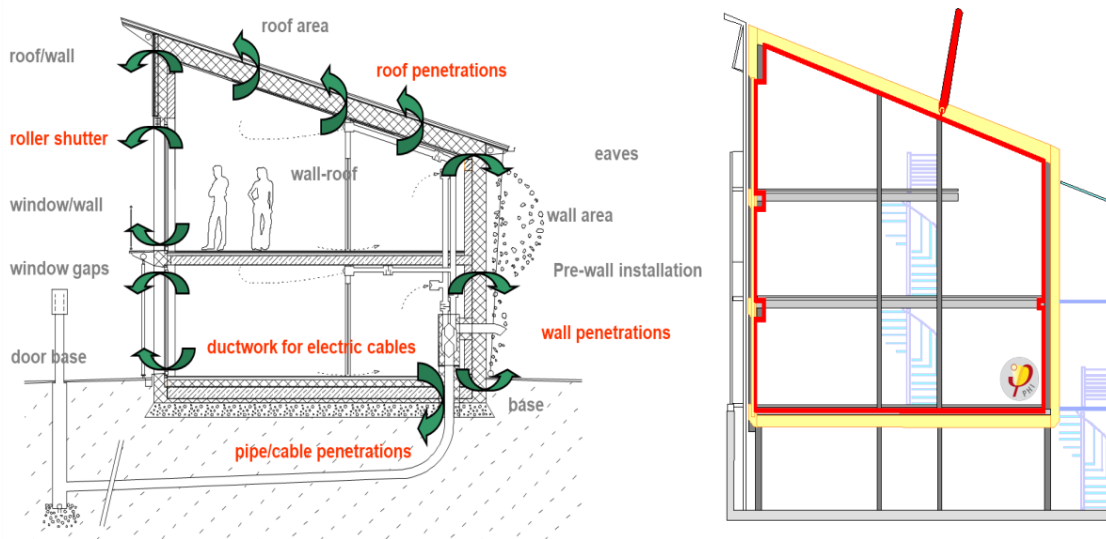 roof area
roof/wall
roof penetrations
roller shutter
eaves
wall-roof
window/wall
wall area
window gaps
Pre-wall installation
wall penetrations
ductwork for electric cables
door base
base
pipe/cable penetrations
PHI